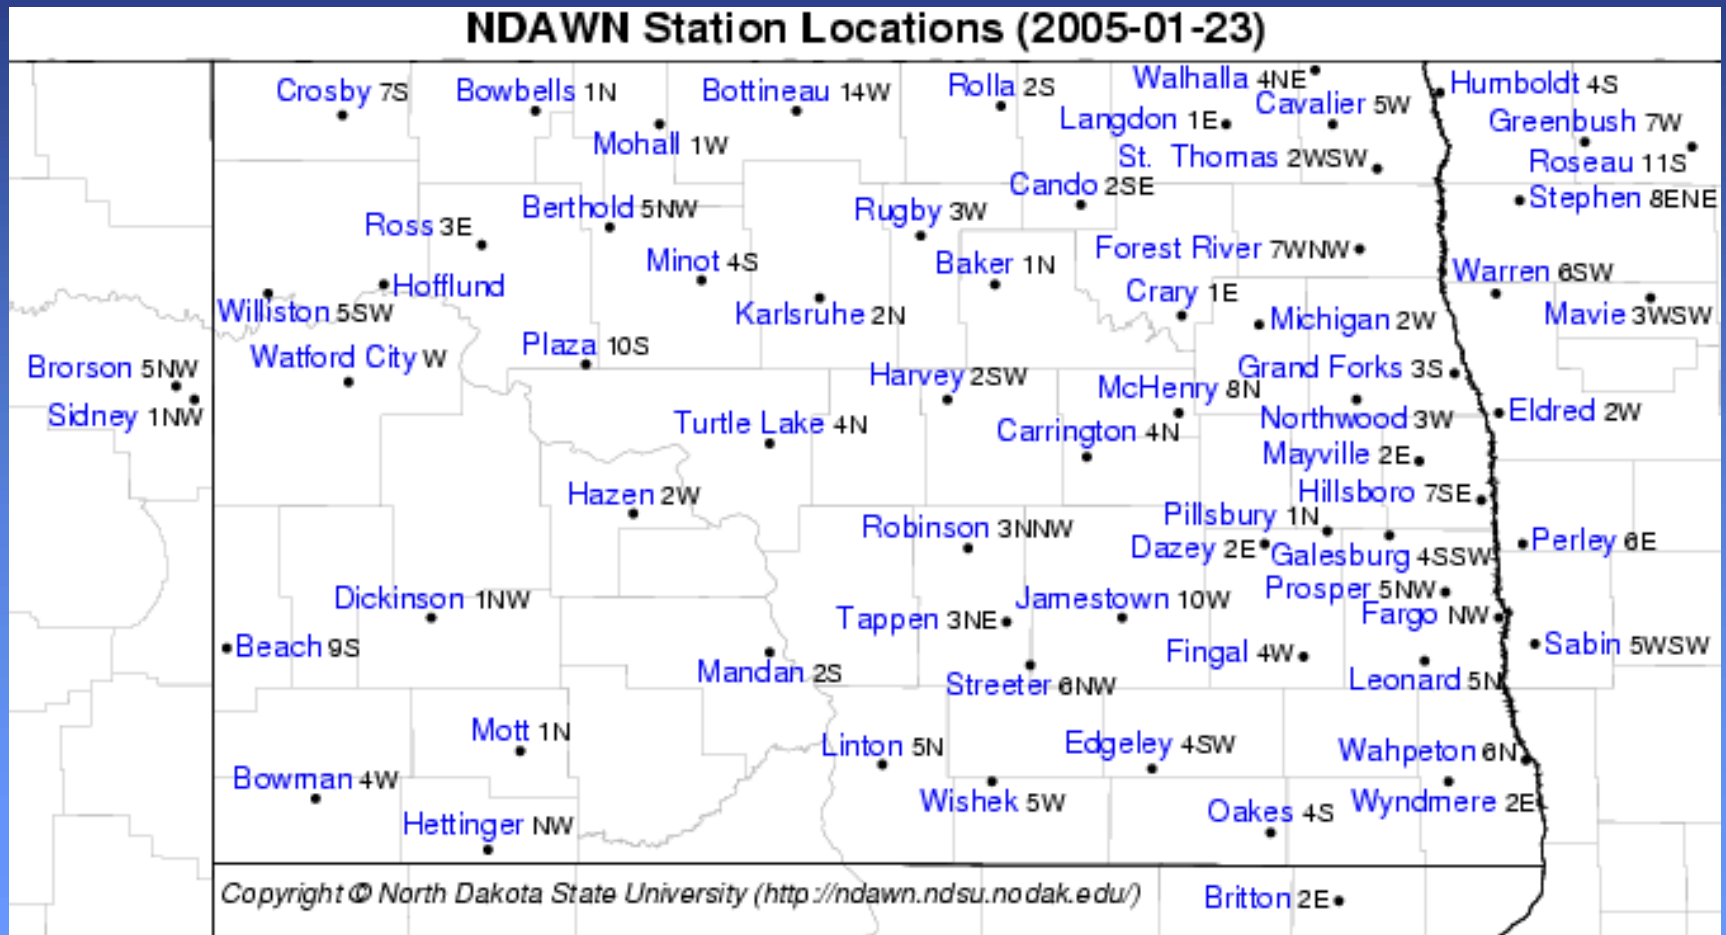 NDAWN Station Locations (2005-01-23)
Crosby 7S
Bowbells 1N
Mohall 1W
Bottineau 14W
Rolla 2S
Walhalla 4NE
Cavalier 5W
Langdon 1E
St. Thomas 2WSW
Humboldt 4S
Greenbush 7W
Roseau 11S
Stephen 8ENE
Cando 2SE
Rugby 3W
Berthold 5NW
Ross 3E
Minot 4S
Baker 1N
Forest River 7WNW
Warren 6SW
Hofflund
Williston 5SW
Karlsruhe 2N
Crary 1E
Michigan 2W
Mavie 3WSW
Plaza 10S
Watford City W
Brorson 5NW
Sidney 1NW
Harvey 2SW
McHenry 8N
Grand Forks 3S
Northwood 3W
Eldred 2W
Turtle Lake 4N
Carrington 4N
Mayville 2E
Hillsboro 7SE
Hazen 2W
Robinson 3NNW
Pillsbury 1N
Dazey 2E
Galesburg 4SSW
Perley 6E
Prosper 5NW
Dickinson 1NW
Tappen 3NE
Jamestown 10W
Fargo NW
Beach 9S
Mandan 2S
Streeter 6NW
Fingal 4W
Leonard 5N
Sabin 5WSW
Mott 1N
Linton 5N
Edgeley 4SW
Wahpeton 6N
Bowman 4W
Wishek 5W
Oakes 4S
Wyndmere 2E
Hettinger NW
Copyright © North Dakota State University (http://ndawn.ndsu.nodak.edu/)
Britton 2E